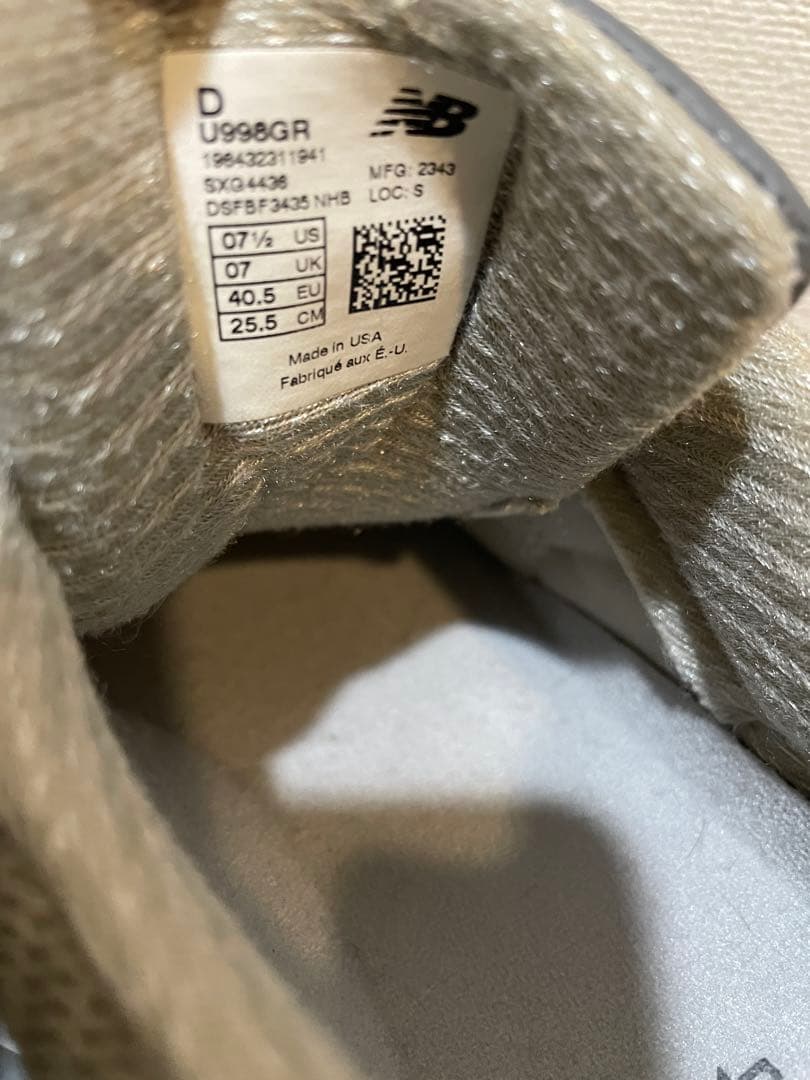 D
U998GR
196432311941
SXG4436
DSFBF3435 NHB
NB
MFG: 2343
LOC: S
07½ US
07 UK
40.5 EU
25.5 CM
Made in USA
Fabriqué aux É.-U.